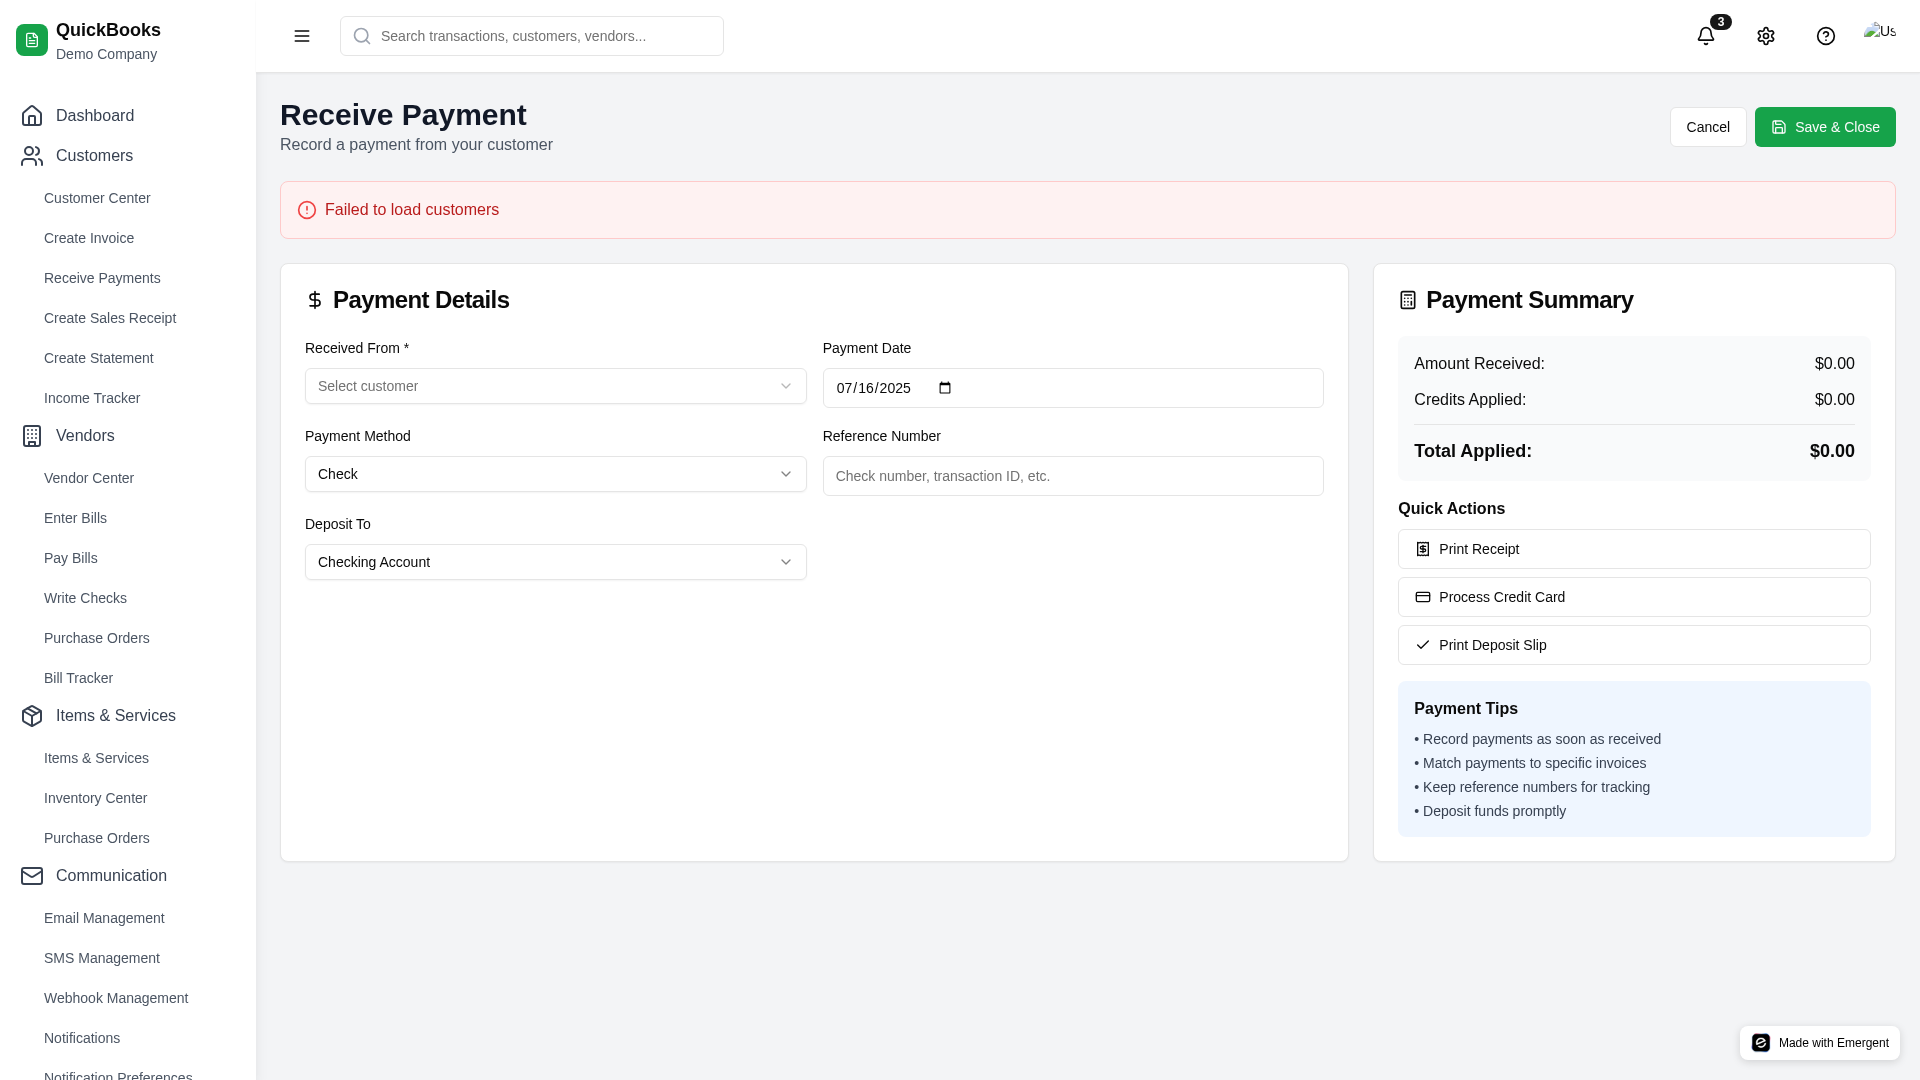 QuickBooks
Demo Company
Dashboard
Customers
Customer Center
Create Invoice
Receive Payments
Create Sales Receipt
Create Statement
Income Tracker
Vendors
Vendor Center
Enter Bills
Pay Bills
Write Checks
Purchase Orders
Bill Tracker
Items & Services
Items & Services
Inventory Center
Purchase Orders
Communication
Email Management
SMS Management
Webhook Management
Notifications
Notification Preferences
Search transactions, customers, vendors...
3
Us
Receive Payment
Record a payment from your customer
Cancel
Save & Close
Failed to load customers
Payment Details
Received From *
Select customer
Payment Date
07/16/2025
Payment Method
Check
Reference Number
Check number, transaction ID, etc.
Deposit To
Checking Account
Payment Summary
Amount Received: $0.00
Credits Applied: $0.00
Total Applied: $0.00
Quick Actions
Print Receipt
Process Credit Card
Print Deposit Slip
Payment Tips
• Record payments as soon as received
• Match payments to specific invoices
• Keep reference numbers for tracking
• Deposit funds promptly
Made with Emergent